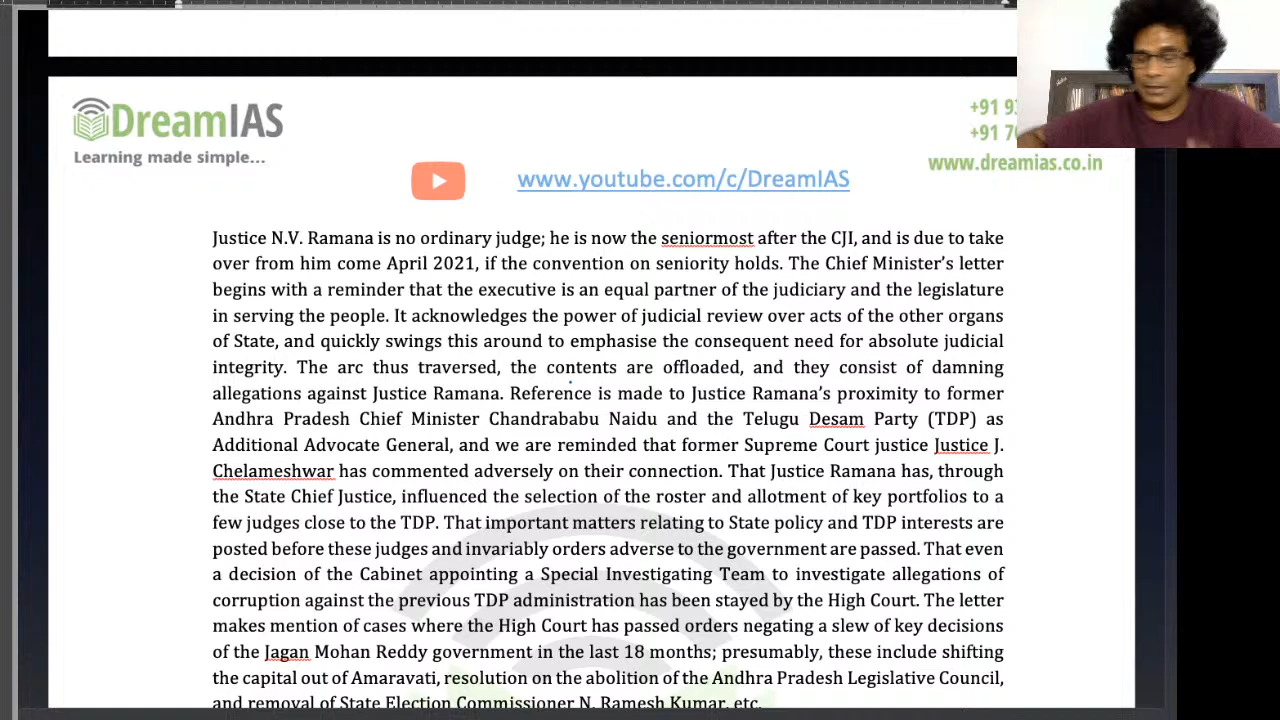 DreamIAS
Learning made simple...
+91 9
+91 7
www.dreamias.co.in
www.youtube.com/c/DreamIAS
Justice N.V. Ramana is no ordinary judge; he is now the seniormost after the CJI, and is due to take
over from him come April 2021, if the convention on seniority holds. The Chief Minister's letter
begins with a reminder that the executive is an equal partner of the judiciary and the legislature
in serving the people. It acknowledges the power of judicial review over acts of the other organs
of State, and quickly swings this around to emphasise the consequent need for absolute judicial
integrity. The arc thus traversed, the contents are offloaded, and they consist of damning
allegations against Justice Ramana. Reference is made to Justice Ramana's proximity to former
Andhra Pradesh Chief Minister Chandrababu Naidu and the Telugu Desam Party (TDP) as
Additional Advocate General, and we are reminded that former Supreme Court justice Justice J.
Chelameshwar has commented adversely on their connection. That Justice Ramana has, through
the State Chief Justice, influenced the selection of the roster and allotment of key portfolios to a
few judges close to the TDP. That important matters relating to State policy and TDP interests are
posted before these judges and invariably orders adverse to the government are passed. That even
a decision of the Cabinet appointing a Special Investigating Team to investigate allegations of
corruption against the previous TDP administration has been stayed by the High Court. The letter
makes mention of cases where the High Court has passed orders negating a slew of key decisions
of the Jagan Mohan Reddy government in the last 18 months; presumably, these include shifting
the capital out of Amaravati, resolution on the abolition of the Andhra Pradesh Legislative Council,
and removal of State Election Commissioner N. Ramesh Kumar, etc.